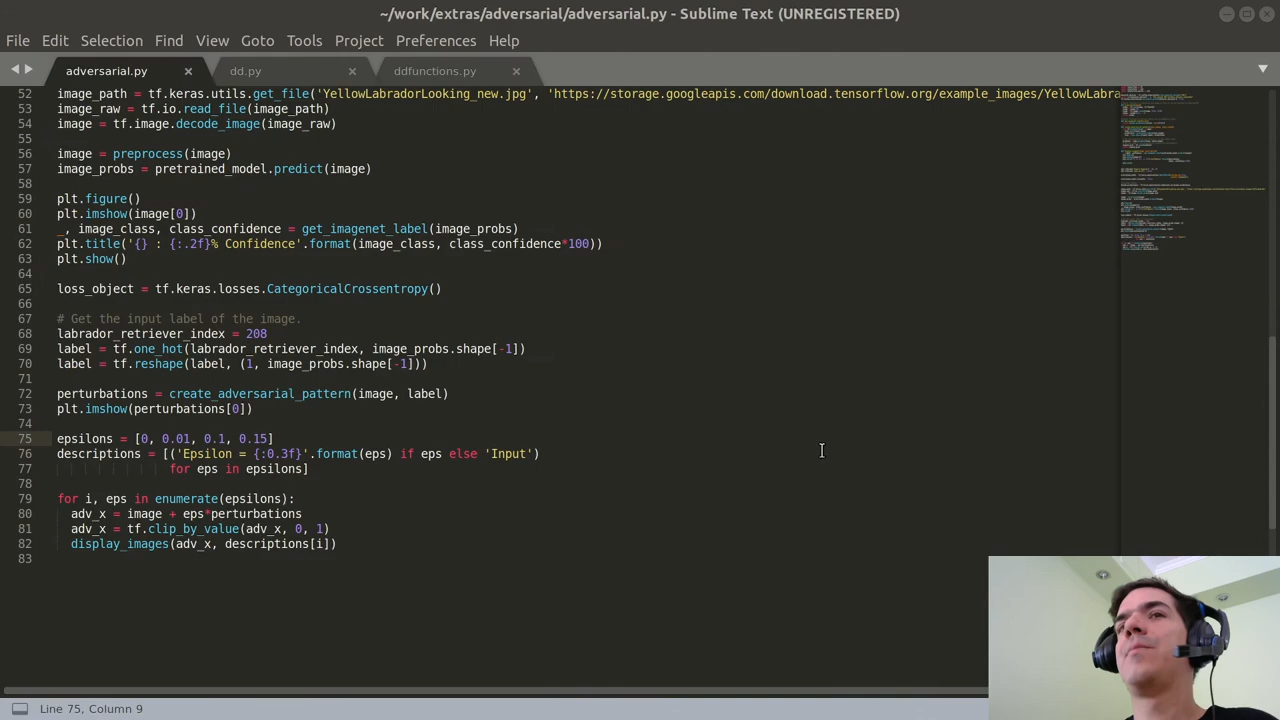 ~/work/extras/adversarial/adversarial.py - Sublime Text (UNREGISTERED)
File Edit Selection Find View Goto Tools Project Preferences Help
adversarial.py dd.py ddfunctions.py
52 image_path = tf.keras.utils.get_file('YellowLabradorLooking_new.jpg', 'https://storage.googleapis.com/download.tensorflow.org/example_images/YellowLabra
53 image_raw = tf.io.read_file(image_path)
54 image = tf.image.decode_image(image_raw)
55
56 image = preprocess(image)
57 image_probs = pretrained_model.predict(image)
58
59 plt.figure()
60 plt.imshow(image[0])
61
62 plt.title('{} : {:.2f}% Confidence'.format(image_class, class_confidence*100))
63 plt.show()
64
65 loss_object = tf.keras.losses.CategoricalCrossentropy()
66
67 # Get the input label of the image.
68 labrador_retriever_index = 208
69 label = tf.one_hot(labrador_retriever_index, image_probs.shape[-1])
70 label = tf.reshape(label, (1, image_probs.shape[-1]))
71
72 perturbations = create_adversarial_pattern(image, label)
73 plt.imshow(perturbations[0])
74
75 epsilons = [0, 0.01, 0.1, 0.15]
76 descriptions = [('Epsilon = {:0.3f}'.format(eps) if eps else 'Input')
77 for eps in epsilons]
78
79 for i, eps in enumerate(epsilons):
80 adv_x = image + eps*perturbations
81 adv_x = tf.clip_by_value(adv_x, 0, 1)
82 display_images(adv_x, descriptions[i])
83
Line 75, Column 9